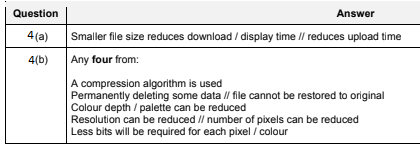 Question Answer
4(a) Smaller file size reduces download / display time // reduces upload time
4(b) Any four from:
A compression algorithm is used
Permanently deleting some data // file cannot be restored to original
Colour depth / palette can be reduced
Resolution can be reduced // number of pixels can be reduced
Less bits will be required for each pixel / colour